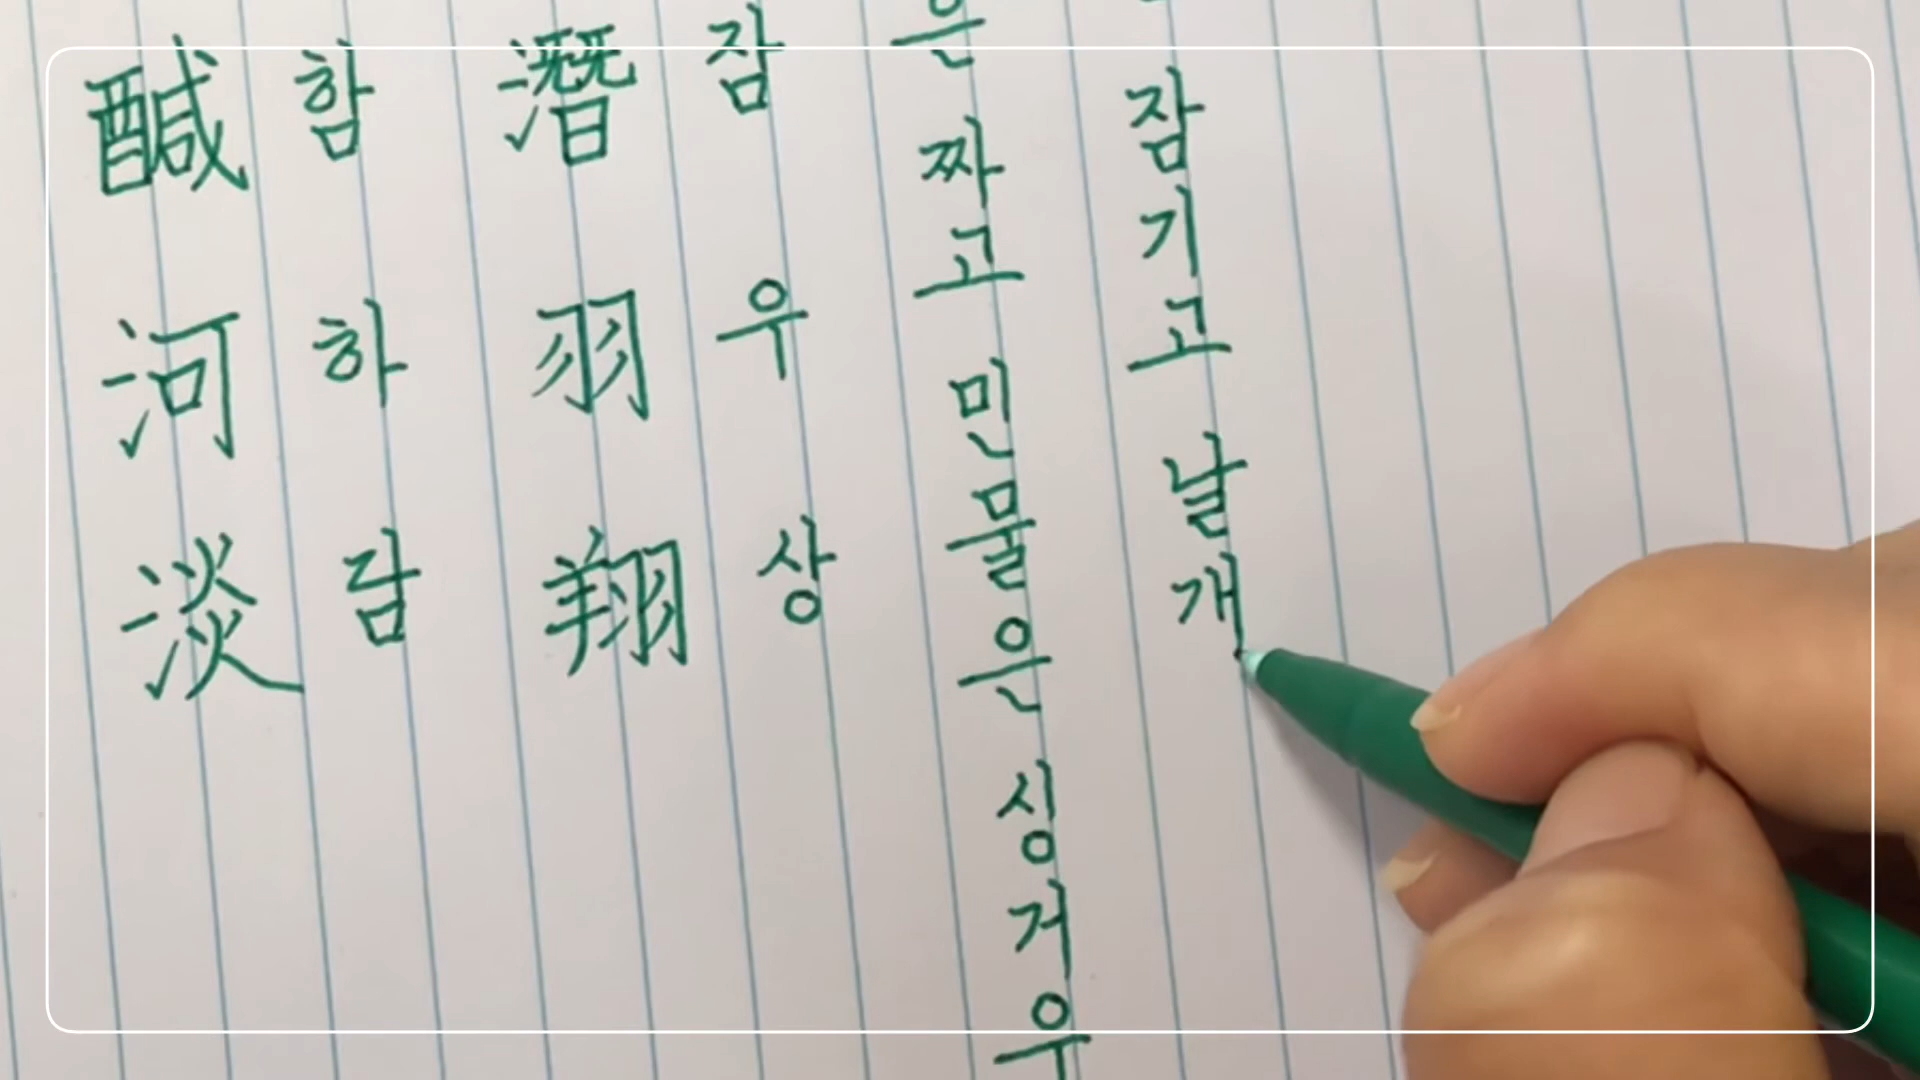 鹹 河 淡
함 하 담
潛 羽 翔
잠 우 상
은 짜고 민물은 싱거우
잠기고 날개